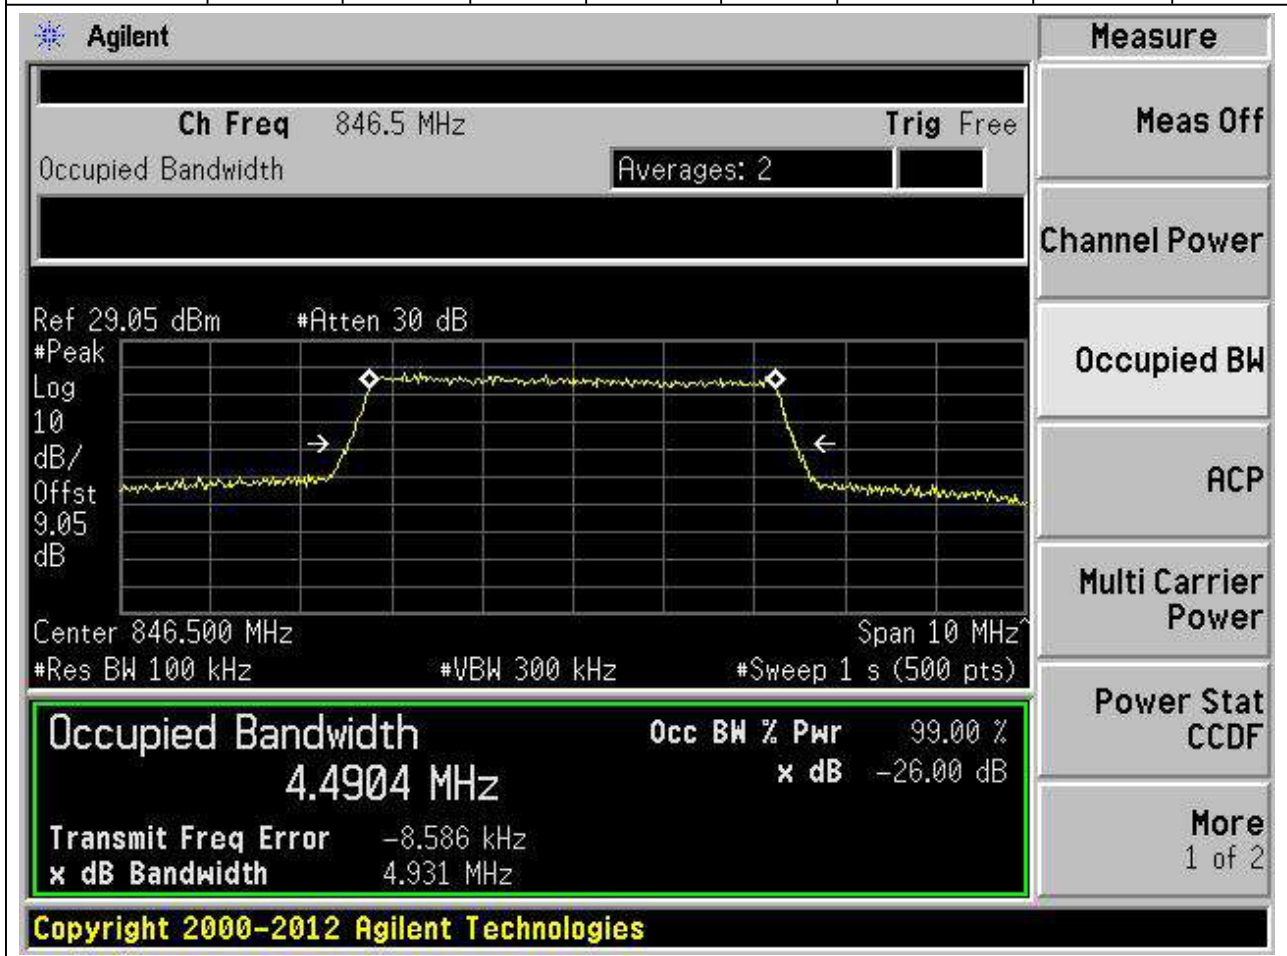 Agilent
Measure
Ch Freq 846.5 MHz Trig Free
Meas Off
Occupied Bandwidth Averages: 2
Channel Power
Ref 29.05 dBm #Atten 30 dB
#Peak
Log
10
dB/
Offst
9.05
dB
Occupied BW
ACP
Multi Carrier
Power
Center 846.500 MHz Span 10 MHz^
#Res BW 100 kHz #VBW 300 kHz #Sweep 1 s (500 pts)
Power Stat
CCDF
Occupied Bandwidth Occ BW % Pwr 99.00 %
4.4904 MHz x dB -26.00 dB
Transmit Freq Error -8.586 kHz
x dB Bandwidth 4.931 MHz
More
1 of 2
Copyright 2000-2012 Agilent Technologies